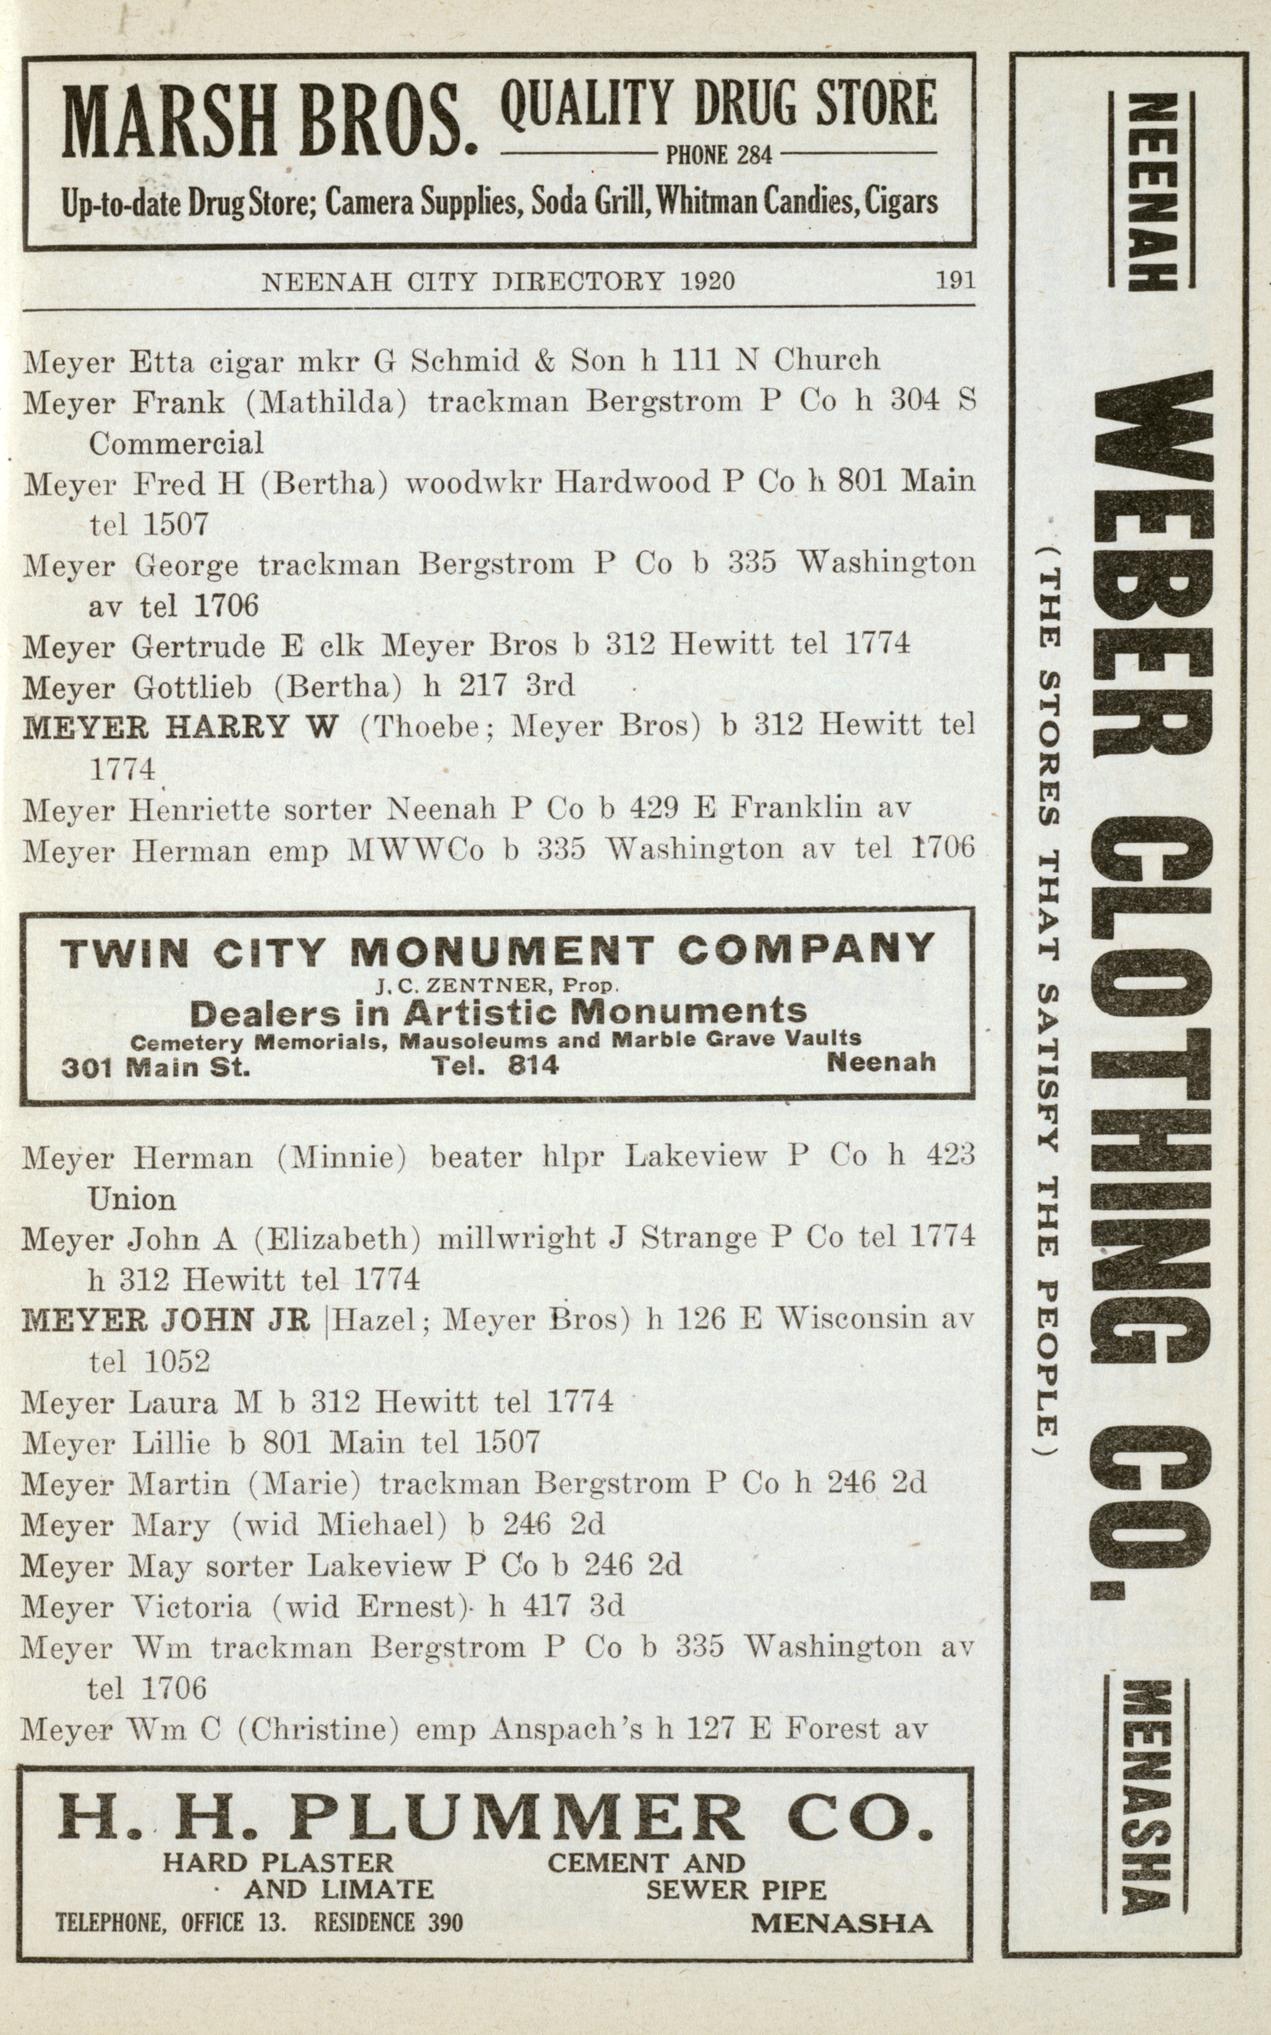 MARSH BROS. QUALITY DRUG STORE
PHONE 284
Up-to-date Drug Store; Camera Supplies, Soda Grill, Whitman Candies, Cigars
NEENAH CITY DIRECTORY 1920 191
Meyer Etta cigar mkr G Schmid & Son h 111 N Church
Meyer Frank (Mathilda) trackman Bergstrom P Co h 304 S
Commercial
Meyer Fred H (Bertha) woodwkr Hardwood P Co h 801 Main
tel 1507
Meyer George trackman Bergstrom P Co b 335 Washington
av tel 1706
Meyer Gertrude E clk Meyer Bros b 312 Hewitt tel 1774
Meyer Gottlieb (Bertha) h 217 3rd
MEYER HARRY W (Thoebe; Meyer Bros) b 312 Hewitt tel
1774
Meyer Henriette sorter Neenah P Co b 429 E Franklin av
Meyer Herman emp MWWCo b 335 Washington av tel 1706
TWIN CITY MONUMENT COMPANY
J. C. ZENTNER, Prop.
Dealers in Artistic Monuments
Cemetery Memorials, Mausoleums and Marble Grave Vaults
301 Main St. Tel. 814 Neenah
Meyer Herman (Minnie) beater hlpr Lakeview P Co h 423
Union
Meyer John A (Elizabeth) millwright J Strange P Co tel 1774
h 312 Hewitt tel 1774
MEYER JOHN JR |Hazel; Meyer Bros) h 126 E Wisconsin av
tel 1052
Meyer Laura M b 312 Hewitt tel 1774
Meyer Lillie b 801 Main tel 1507
Meyer Martin (Marie) trackman Bergstrom P Co h 246 2d
Meyer Mary (wid Michael) b 246 2d
Meyer May sorter Lakeview P Co b 246 2d
Meyer Victoria (wid Ernest) h 417 3d
Meyer Wm trackman Bergstrom P Co b 335 Washington av
tel 1706
Meyer Wm C (Christine) emp Anspach's h 127 E Forest av
H. H. PLUMMER CO.
HARD PLASTER CEMENT AND
AND LIMATE SEWER PIPE
TELEPHONE, OFFICE 13. RESIDENCE 390 MENASHA
NEENAH WEBER CLOTHING CO. MENASHA
(THE STORES THAT SATISFY THE PEOPLE)